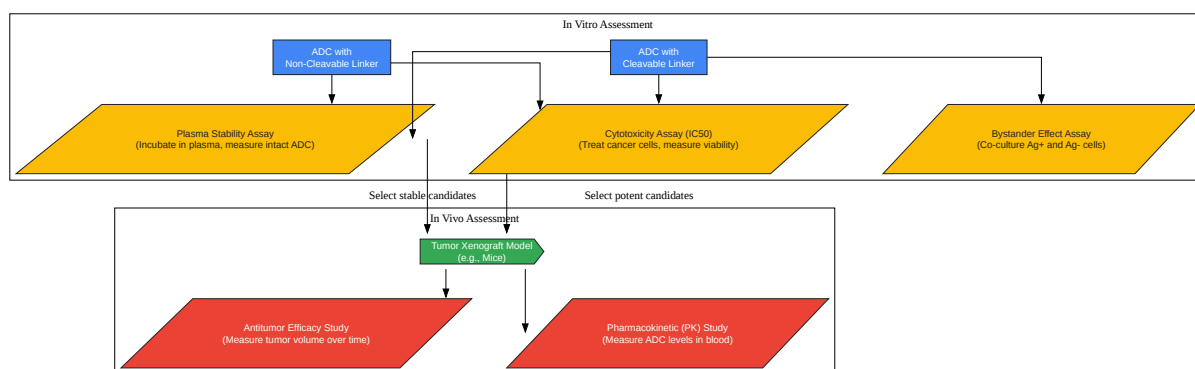 In Vitro Assessment
ADC with
Non-Cleavable Linker
ADC with
Cleavable Linker
Plasma Stability Assay
(Incubate in plasma, measure intact ADC)
Cytotoxicity Assay (IC50)
(Treat cancer cells, measure viability)
Bystander Effect Assay
(Co-culture Ag+ and Ag- cells)
Select stable candidates
Select potent candidates
In Vivo Assessment
Tumor Xenograft Model
(e.g., Mice)
Antitumor Efficacy Study
(Measure tumor volume over time)
Pharmacokinetic (PK) Study
(Measure ADC levels in blood)